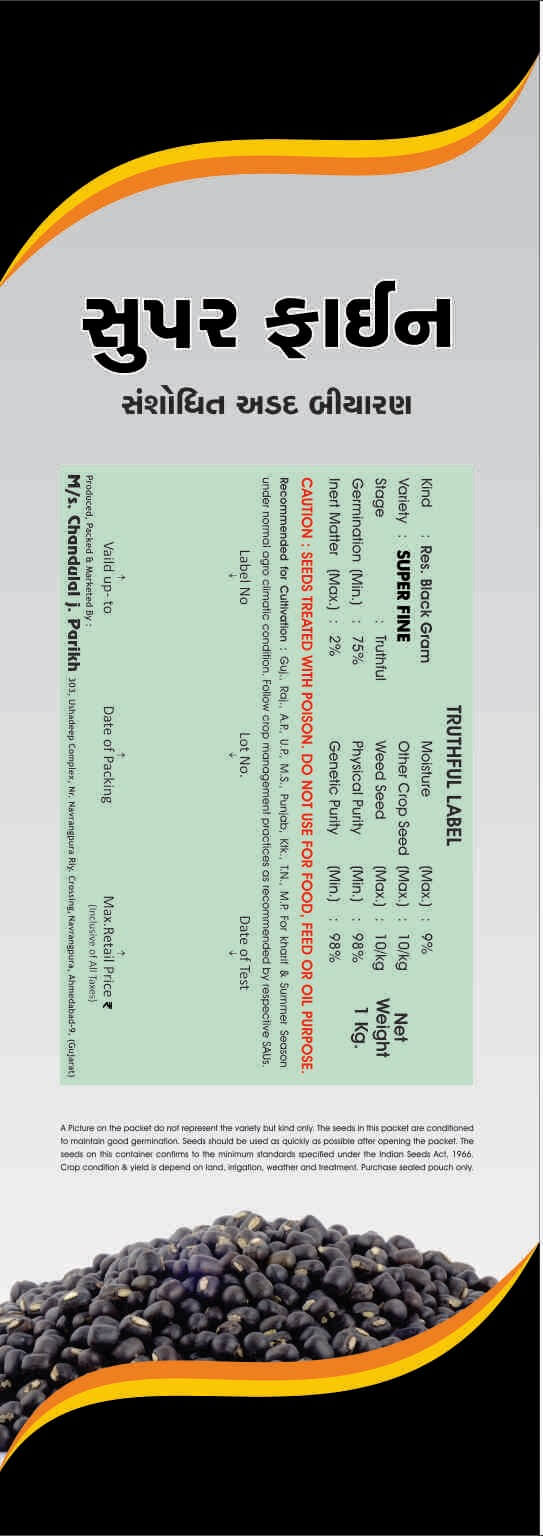 સુપર ફાઈન
સંશોધિત અડદ બીયારણ
TRUTHFUL LABEL
Kind : Res. Black Gram Moisture (Max.) : 9%
Variety : SUPER FINE Other Crop Seed (Max.) : 10/kg
Stage : Truthful Weed Seed (Max.) : 10/kg
Germination (Min.) : 75% Physical Purity (Min.) : 98%
Inert Matter (Max.) : 2% Genetic Purity (Min.) : 98%
Net
Weight
1 Kg.
CAUTION : SEEDS TREATED WITH POISON. DO NOT USE FOR FOOD, FEED OR OIL PURPOSE.
Recommended for Cultivation : Guj., Raj., A.P., U.P., M.S., Punjab, Ktk., T.N., M.P. For kharif & Summer Season
under normal agro climatic condition. Follow crop management practices as recommended by respective SAUs.
Label No Lot No. Date of Test
Vaild up- to Date of Packing Max.Retail Price ₹
(Inclusive of All Taxes)
Produced, Packed & Marketed By :
M/s. Chandulal j. Parikh 303, Ushadeep Complex, Nr. Navrangpura Rly. Crossing,Navrangpura, Ahmedabad-9. (Gujarat)
A Picture on the packet do not represent the variety but kind only. The seeds in this packet are conditioned
to maintain good germination. Seeds should be used as quickly as possible after opening the packet. The
seeds on this container confirms to the minimum standards specified under the Indian Seeds Act, 1966.
Crop condition & yield is depend on land, irrigation, weather and treatment. Purchase sealed pouch only.